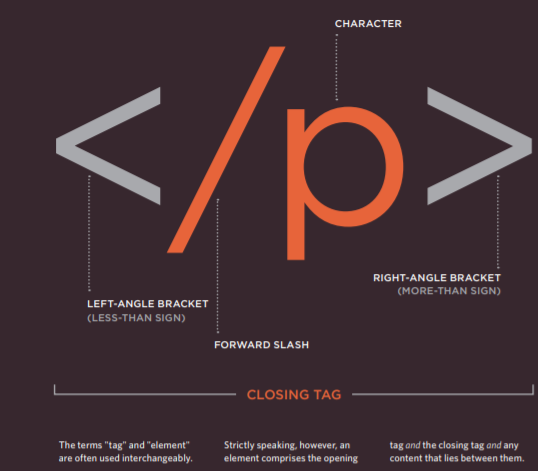 CHARACTER
</p>
RIGHT-ANGLE BRACKET
(MORE-THAN SIGN)
LEFT-ANGLE BRACKET
(LESS-THAN SIGN)
FORWARD SLASH
CLOSING TAG
The terms "tag" and "element"
are often used interchangeably.
Strictly speaking, however, an
element comprises the opening
tag and the closing tag and any
content that lies between them.